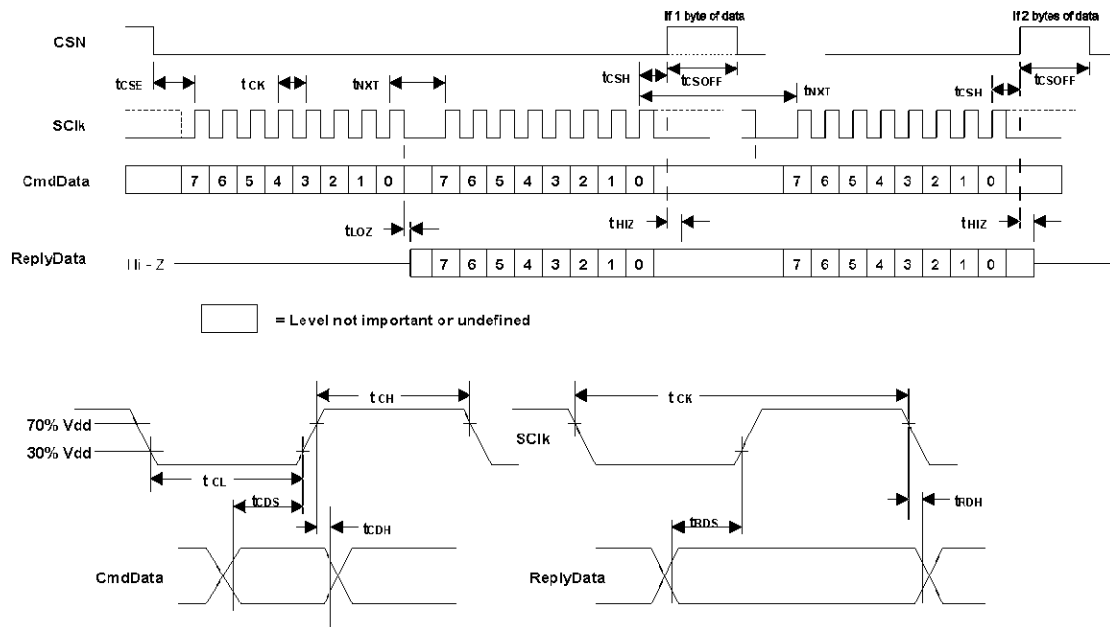 If 1 byte of data If 2 bytes of data
CSN
tCSE tCK tNXT tCSH tCSOFF tNXT tCSH tCSOFF
SClk
CmdData 7 6 5 4 3 2 1 0 7 6 5 4 3 2 1 0 7 6 5 4 3 2 1 0
tLOZ tHIZ tHIZ
ReplyData Hi - Z 7 6 5 4 3 2 1 0 7 6 5 4 3 2 1 0
= Level not important or undefined
tCH tCK
70% Vdd
SClk
30% Vdd
tCL
tCDS tCDH tRDS tRDH
CmdData ReplyData